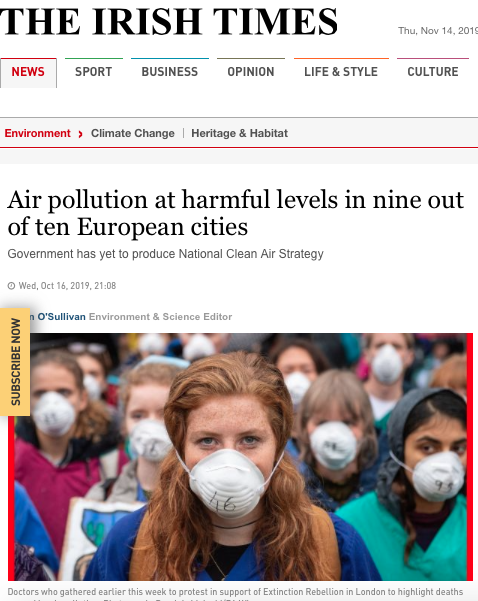 THE IRISH TIMES
Thu, Nov 14, 2019
NEWS SPORT BUSINESS OPINION LIFE & STYLE CULTURE
Environment › Climate Change | Heritage & Habitat
Air pollution at harmful levels in nine out
of ten European cities
Government has yet to produce National Clean Air Strategy
Wed, Oct 16, 2019, 21:08
O'Sullivan Environment & Science Editor
SUBSCRIBE NOW
46
Doctors who gathered earlier this week to protest in support of Extinction Rebellion in London to highlight deaths